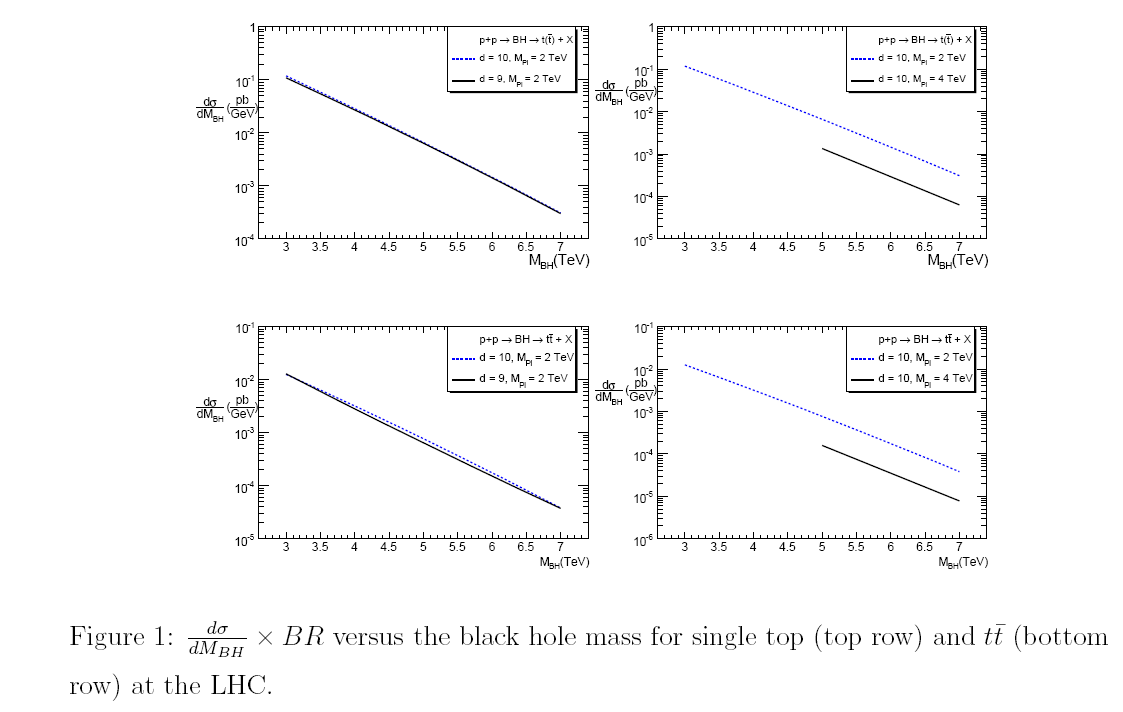 1
10⁻¹
10⁻²
10⁻³
10⁻⁴
dσ/dM_BH (pb/GeV)
p+p → BH → t(t̄) + X
d = 10, M_Pl = 2 TeV
d = 9, M_Pl = 2 TeV
3 3.5 4 4.5 5 5.5 6 6.5 7
M_BH(TeV)
1
10⁻¹
10⁻²
10⁻³
10⁻⁴
10⁻⁵
dσ/dM_BH (pb/GeV)
p+p → BH → t(t̄) + X
d = 10, M_Pl = 2 TeV
d = 10, M_Pl = 4 TeV
3 3.5 4 4.5 5 5.5 6 6.5 7
M_BH(TeV)
10⁻¹
10⁻²
10⁻³
10⁻⁴
10⁻⁵
dσ/dM_BH (pb/GeV)
p+p → BH → tt̄ + X
d = 10, M_Pl = 2 TeV
d = 9, M_Pl = 2 TeV
3 3.5 4 4.5 5 5.5 6 6.5 7
M_BH(TeV)
10⁻¹
10⁻²
10⁻³
10⁻⁴
10⁻⁵
10⁻⁶
dσ/dM_BH (pb/GeV)
p+p → BH → tt̄ + X
d = 10, M_Pl = 2 TeV
d = 10, M_Pl = 4 TeV
3 3.5 4 4.5 5 5.5 6 6.5 7
M_BH(TeV)
Figure 1: dσ/dM_BH × BR versus the black hole mass for single top (top row) and tt̄ (bottom
row) at the LHC.